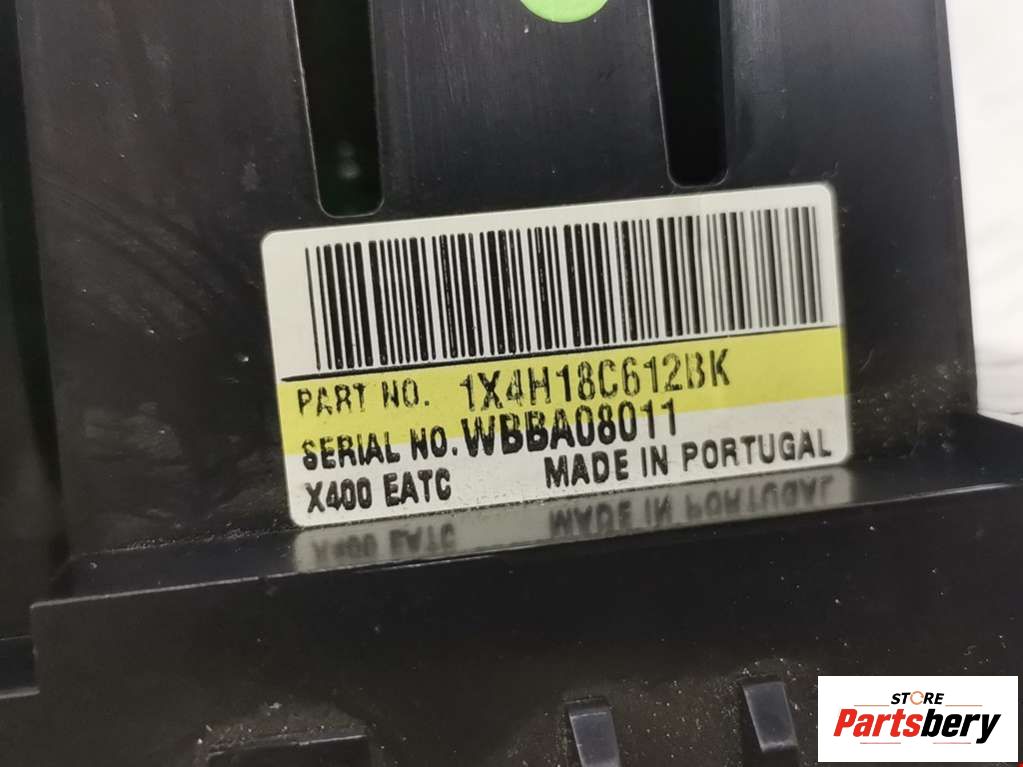 PART NO. 1X4H18C612BK
SERIAL NO. WBBA08011
X400 EATC MADE IN PORTUGAL
STORE
Partsbery